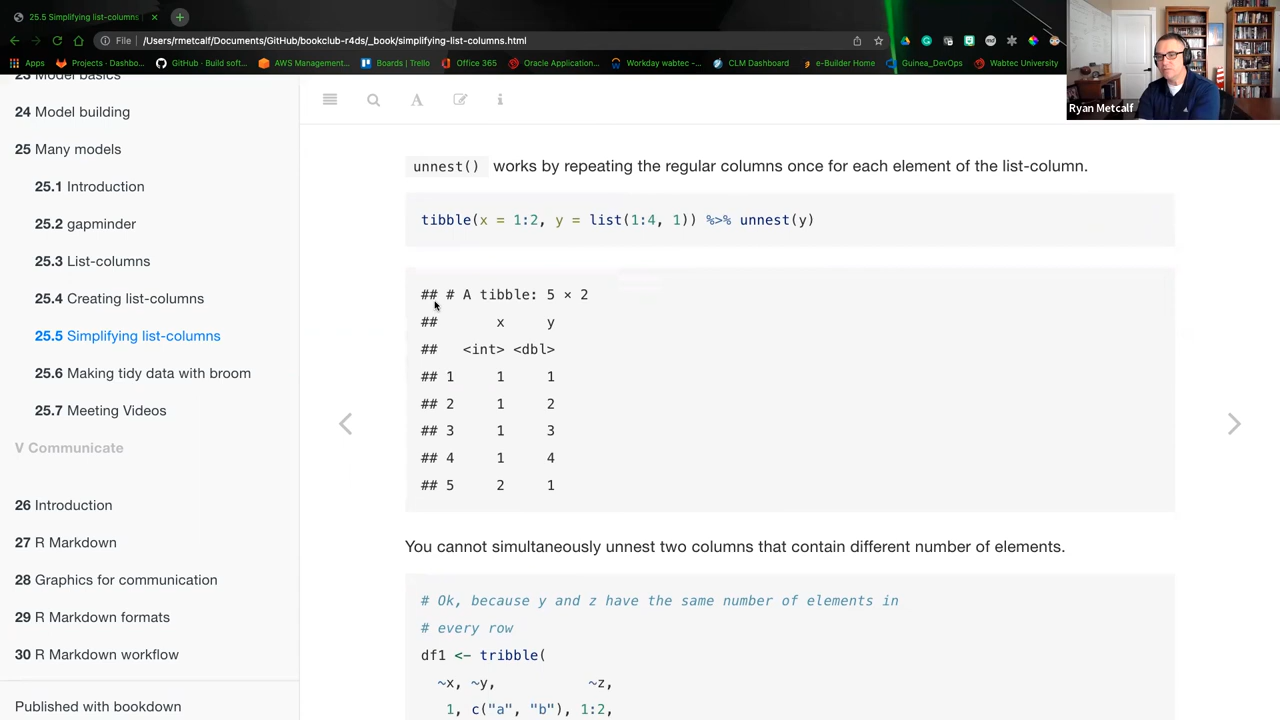 25.5 Simplifying list-columns
File
/Users/rmetcalf/Documents/GitHub/bookclub-r4ds/_book/simplifying-list-columns.html
Apps
Projects - Dashbo...
GitHub - Build soft...
AWS Management...
Boards | Trello
Office 365
Oracle Application...
Workday wabtec -...
CLM Dashboard
e-Builder Home
Guinea_DevOps
Wabtec University
Ryan Metcalf
23 Model basics
24 Model building
25 Many models
25.1 Introduction
25.2 gapminder
25.3 List-columns
25.4 Creating list-columns
25.5 Simplifying list-columns
25.6 Making tidy data with broom
25.7 Meeting Videos
V Communicate
26 Introduction
27 R Markdown
28 Graphics for communication
29 R Markdown formats
30 R Markdown workflow
Published with bookdown
unnest() works by repeating the regular columns once for each element of the list-column.
tibble(x = 1:2, y = list(1:4, 1)) %>% unnest(y)
## # A tibble: 5 × 2
## x y
## <int> <dbl>
## 1 1 1
## 2 1 2
## 3 1 3
## 4 1 4
## 5 2 1
You cannot simultaneously unnest two columns that contain different number of elements.
# Ok, because y and z have the same number of elements in
# every row
df1 <- tribble(
~x, ~y, ~z,
1, c("a", "b"), 1:2,